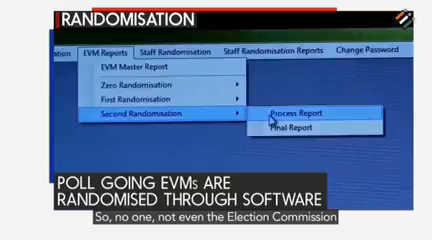 RANDOMISATION
EVM Reports Staff Randomisation Staff Randomisation Reports Change Password
EVM Master Report
Zero Randomisation
First Randomisation
Second Randomisation
Process Report
Final Report
POLL GOING EVMs ARE
RANDOMISED THROUGH SOFTWARE
So, no one, not even the Election Commission